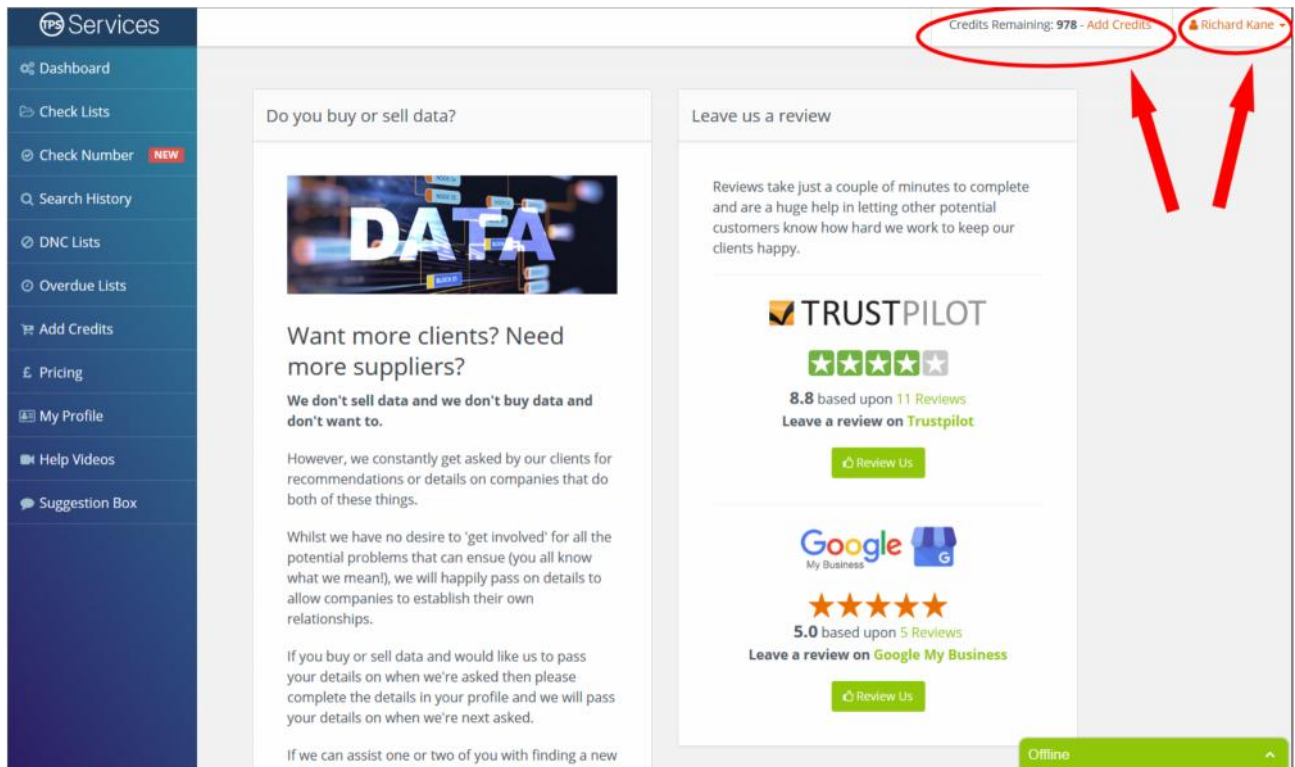 TPS Services
Credits Remaining: 978 - Add Credits
Richard Kane
Dashboard
Check Lists
Check Number NEW
Search History
DNC Lists
Overdue Lists
Add Credits
£ Pricing
My Profile
Help Videos
Suggestion Box
Do you buy or sell data?
DATA
Want more clients? Need
more suppliers?
We don't sell data and we don't buy data and
don't want to.
However, we constantly get asked by our clients for
recommendations or details on companies that do
both of these things.
Whilst we have no desire to 'get involved' for all the
potential problems that can ensue (you all know
what we mean!), we will happily pass on details to
allow companies to establish their own
relationships.
If you buy or sell data and would like us to pass
your details on when we're asked then please
complete the details in your profile and we will pass
your details on when we're next asked.
If we can assist one or two of you with finding a new
Leave us a review
Reviews take just a couple of minutes to complete
and are a huge help in letting other potential
customers know how hard we work to keep our
clients happy.
TRUSTPILOT
8.8 based upon 11 Reviews
Leave a review on Trustpilot
Review Us
Google
My Business
G
5.0 based upon 5 Reviews
Leave a review on Google My Business
Review Us
Offline